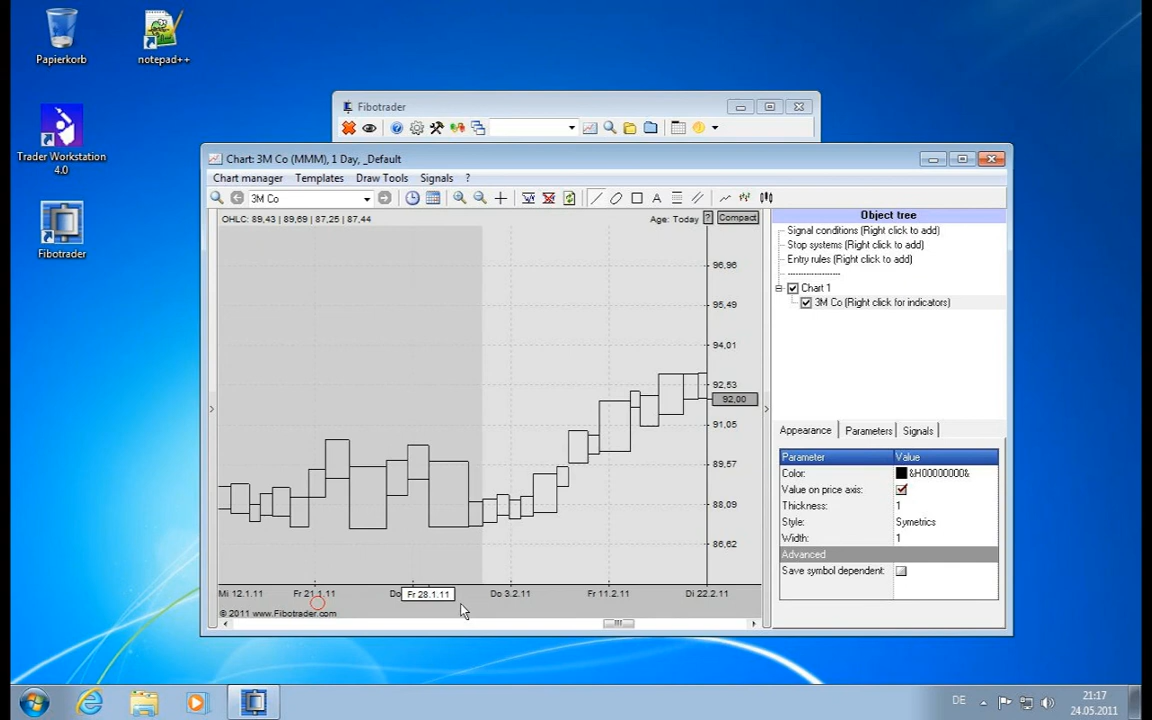 Papierkorb
notepad++
Trader Workstation
4.0
Fibotrader
Fibotrader
Chart: 3M Co (MMM), 1 Day, _Default
Chart manager Templates Draw Tools Signals ?
3M Co
A
OHLC: 89,43 | 89,69 | 87,25 | 87,44
Age: Today ? Compact
96,96
95,49
94,01
92,53
92,00
91,05
89,57
88,09
86,62
Mi 12.1.11 Fr 21.1.11 Do Fr 28.1.11 Do 3.2.11 Fr 11.2.11 Di 22.2.11
© 2011 www.Fibotrader.com
Object tree
Signal conditions (Right click to add)
Stop systems (Right click to add)
Entry rules (Right click to add)
--------------------
Chart 1
3M Co (Right click for indicators)
Appearance Parameters Signals
Parameter Value
Color: &H00000000&
Value on price axis:
Thickness: 1
Style: Symetrics
Width: 1
Advanced
Save symbol dependent:
DE
21:17
24.05.2011